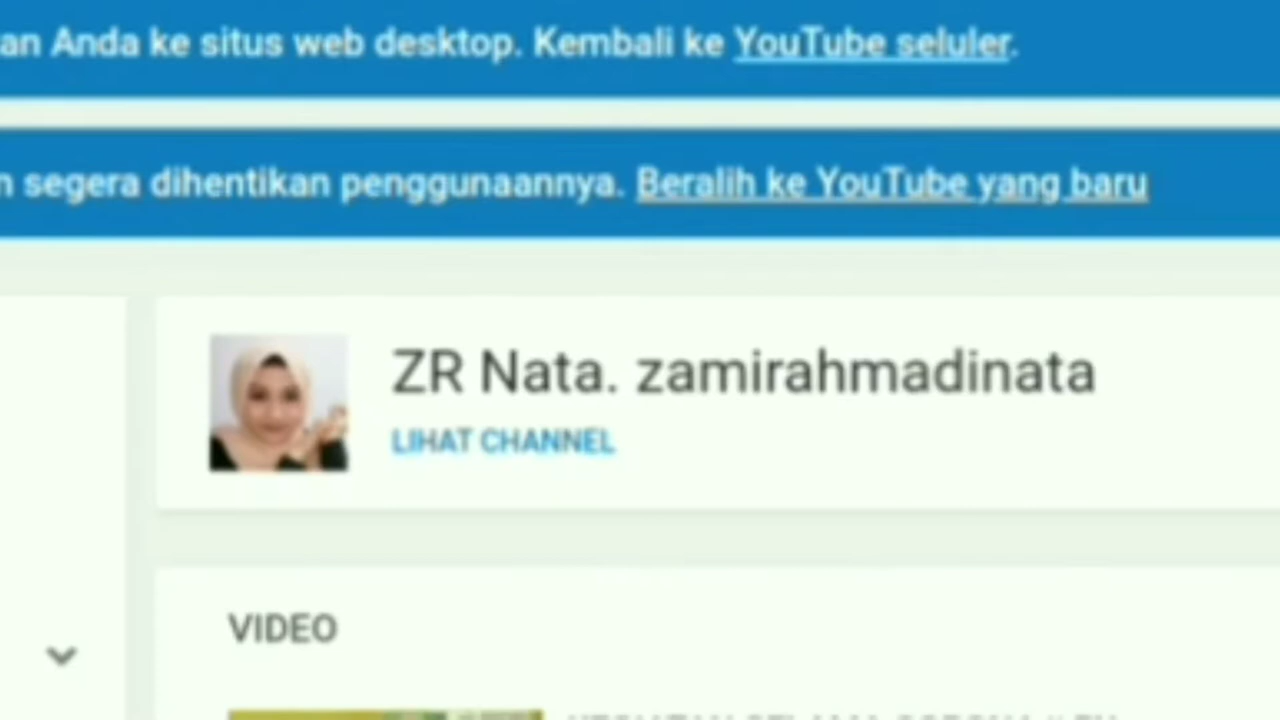 an Anda ke situs web desktop. Kembali ke YouTube seluler.
segera dihentikan penggunaannya. Beralih ke YouTube yang baru
ZR Nata. zamirahmadinata
LIHAT CHANNEL
VIDEO